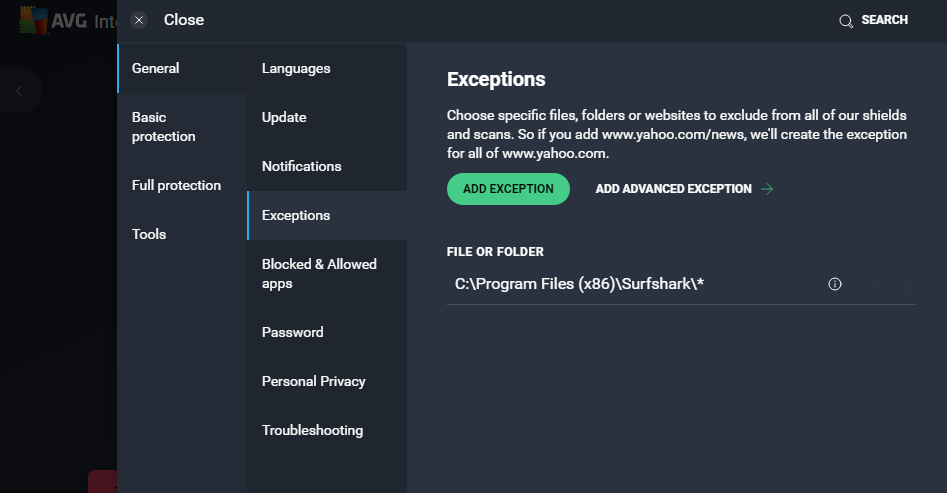 AVG Inte
Close
SEARCH
General
Basic
protection
Full protection
Tools
Languages
Update
Notifications
Exceptions
Blocked & Allowed
apps
Password
Personal Privacy
Troubleshooting
Exceptions
Choose specific files, folders or websites to exclude from all of our shields
and scans. So if you add www.yahoo.com/news, we'll create the exception
for all of www.yahoo.com.
ADD EXCEPTION
ADD ADVANCED EXCEPTION
FILE OR FOLDER
C:\Program Files (x86)\Surfshark\*